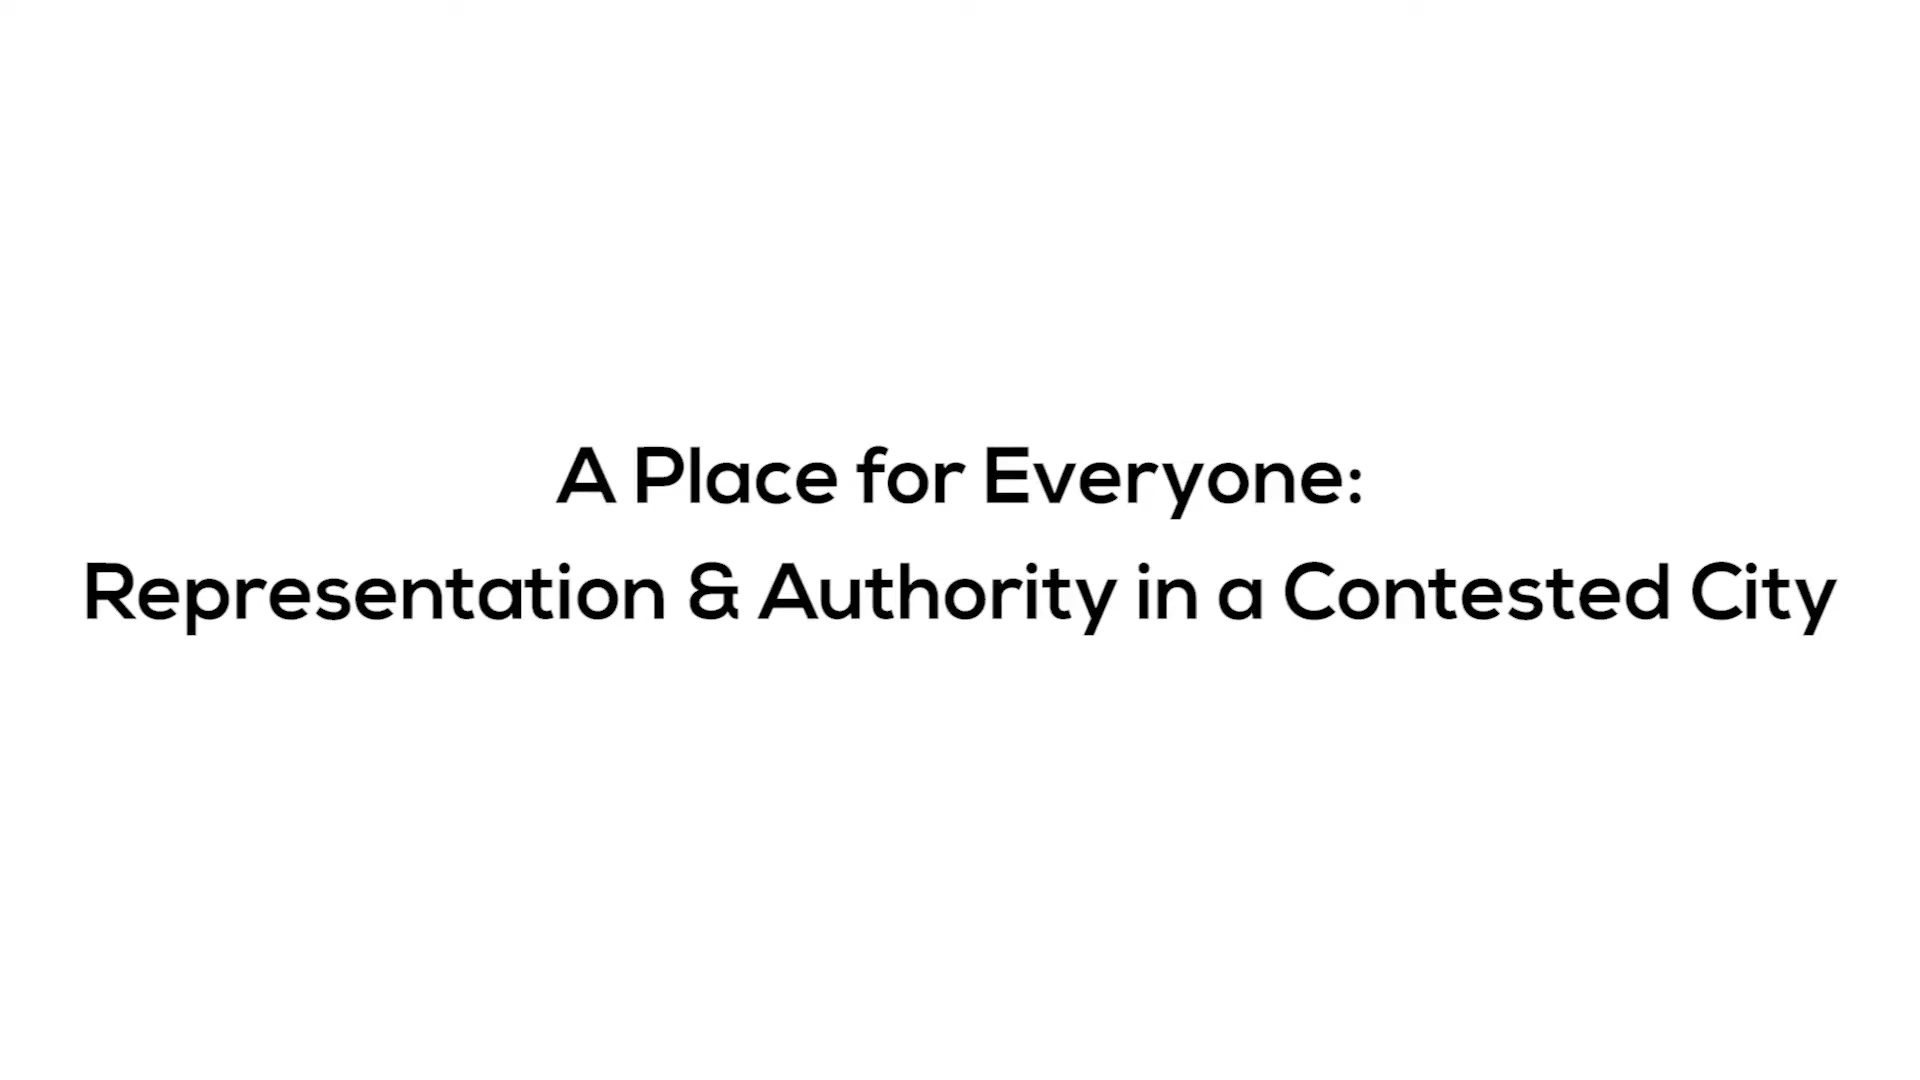 A Place for Everyone:
Representation & Authority in a Contested City